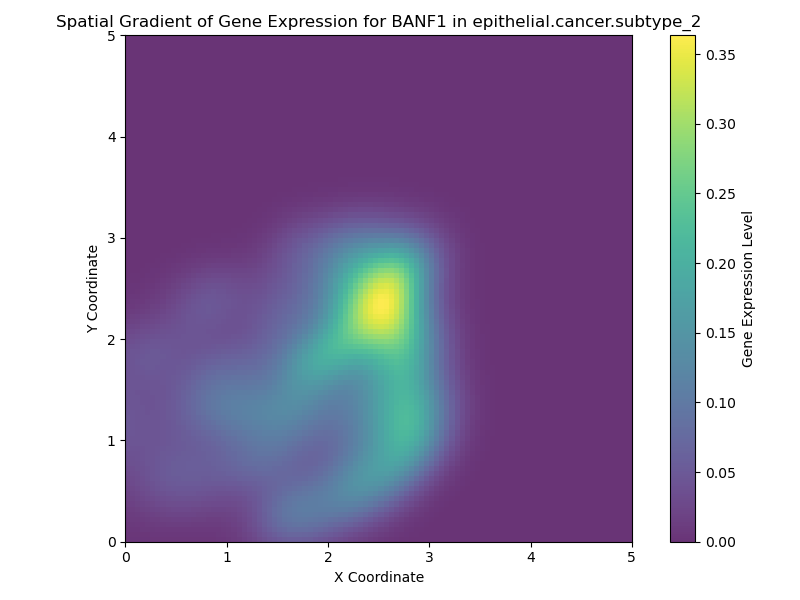 Spatial Gradient of Gene Expression for BANF1 in epithelial.cancer.subtype_2
5
4
3
2
1
0
Y Coordinate
0 1 2 3 4 5
X Coordinate
0.35
0.30
0.25
0.20
0.15
0.10
0.05
0.00
Gene Expression Level